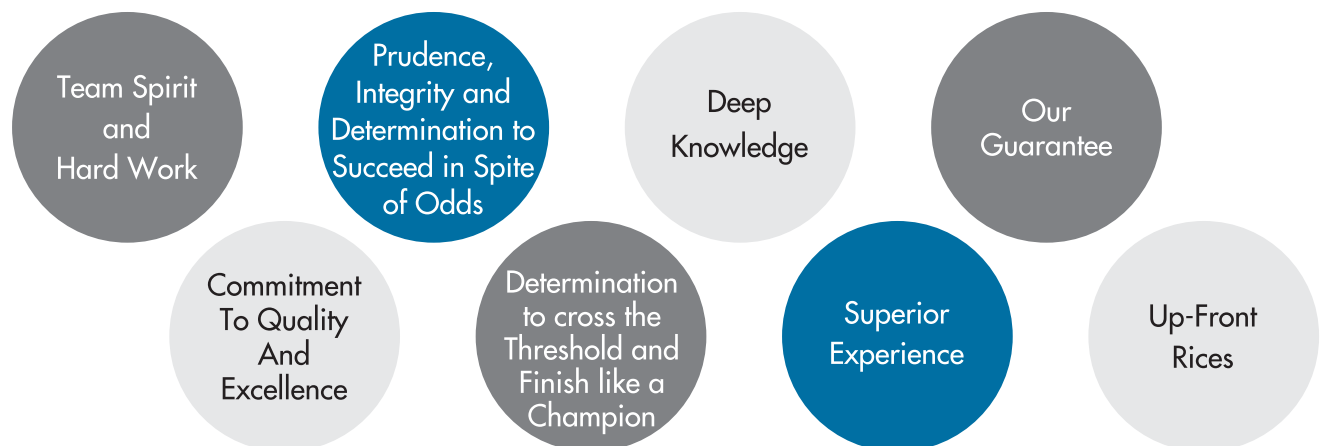 Team Spirit
and
Hard Work
Prudence,
Integrity and
Determination to
Succeed in Spite
of Odds
Deep
Knowledge
Our
Guarantee
Commitment
To Quality
And
Excellence
Determination
to cross the
Threshold and
Finish like a
Champion
Superior
Experience
Up-Front
Rices